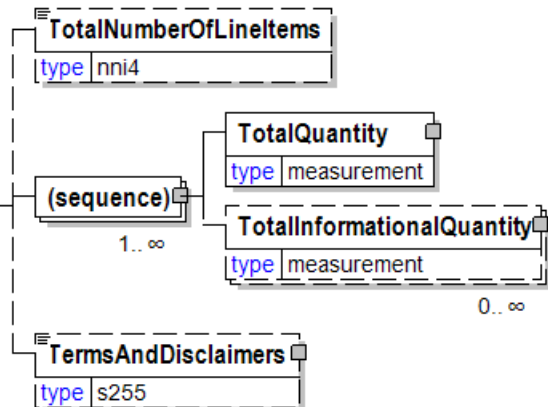 TotalNumberOfLineItems
type nni4
TotalQuantity
type measurement
(sequence)
1.. ∞
TotalInformationalQuantity
type measurement
0.. ∞
TermsAndDisclaimers
type s255